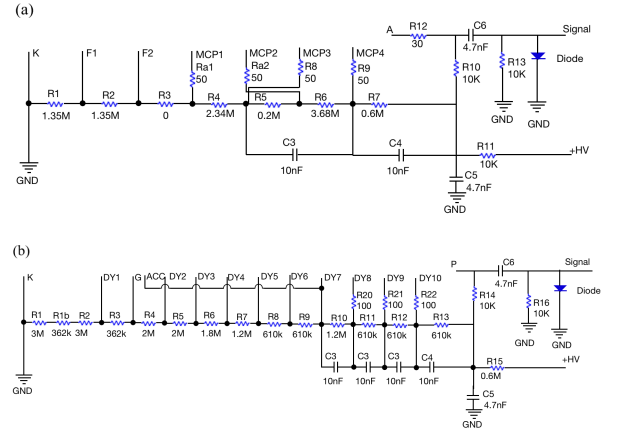 (a)
A R12 C6 Signal
30 4.7nF
K F1 F2 MCP1 MCP2 MCP3 MCP4
Ra1 Ra2 R8 R9 R10 R13 Diode
50 50 50 50 10K 10K
R1 R2 R3 R4 R5 R6 R7
1.35M 1.35M 0 2.34M 0.2M 3.68M 0.6M
GND GND
C3 C4 R11 +HV
10nF 10nF 10K
GND C5
4.7nF
GND
(b)
P C6 Signal
4.7nF
K DY1 G ACC DY2 DY3 DY4 DY5 DY6 DY7 DY8 DY9 DY10
R20 R21 R22 R14 R16 Diode
100 100 100 10K 10K
R1 R1b R2 R3 R4 R5 R6 R7 R8 R9 R10 R11 R12 R13
3M 362k 3M 362k 2M 2M 1.8M 1.2M 610k 610k 1.2M 610k 610k 610k
GND GND
C3 C3 C3 C4 R15 +HV
10nF 10nF 10nF 10nF 0.6M
GND C5
4.7nF
GND